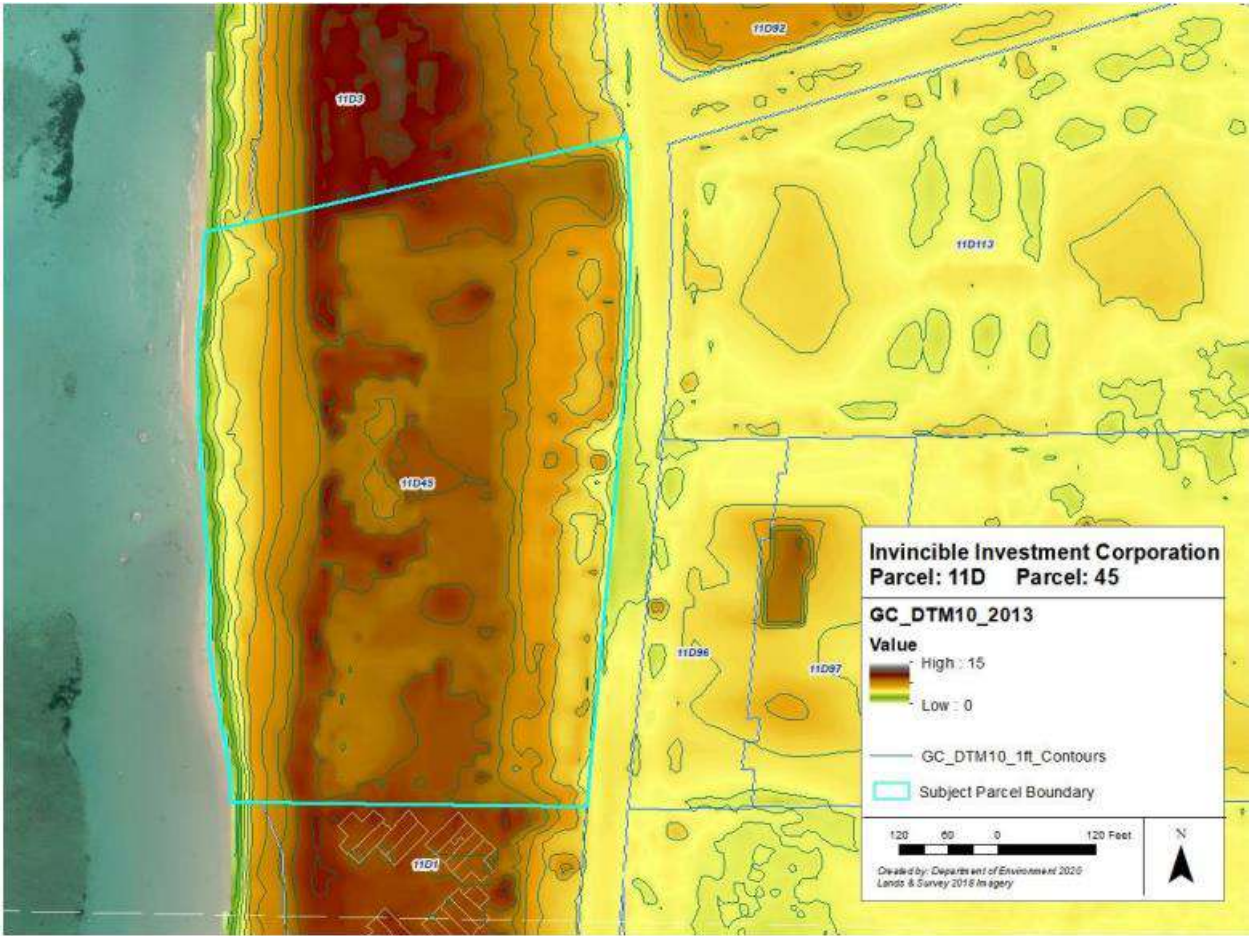 11D92
11D3
11D113
11D45
11D96
11D97
11D1
Invincible Investment Corporation
Parcel: 11D Parcel: 45
GC_DTM10_2013
Value
High : 15
Low : 0
GC_DTM10_1ft_Contours
Subject Parcel Boundary
120 60 0 120 Feet
N
Created by: Department of Environment 2020
Lands & Survey 2018 Imagery